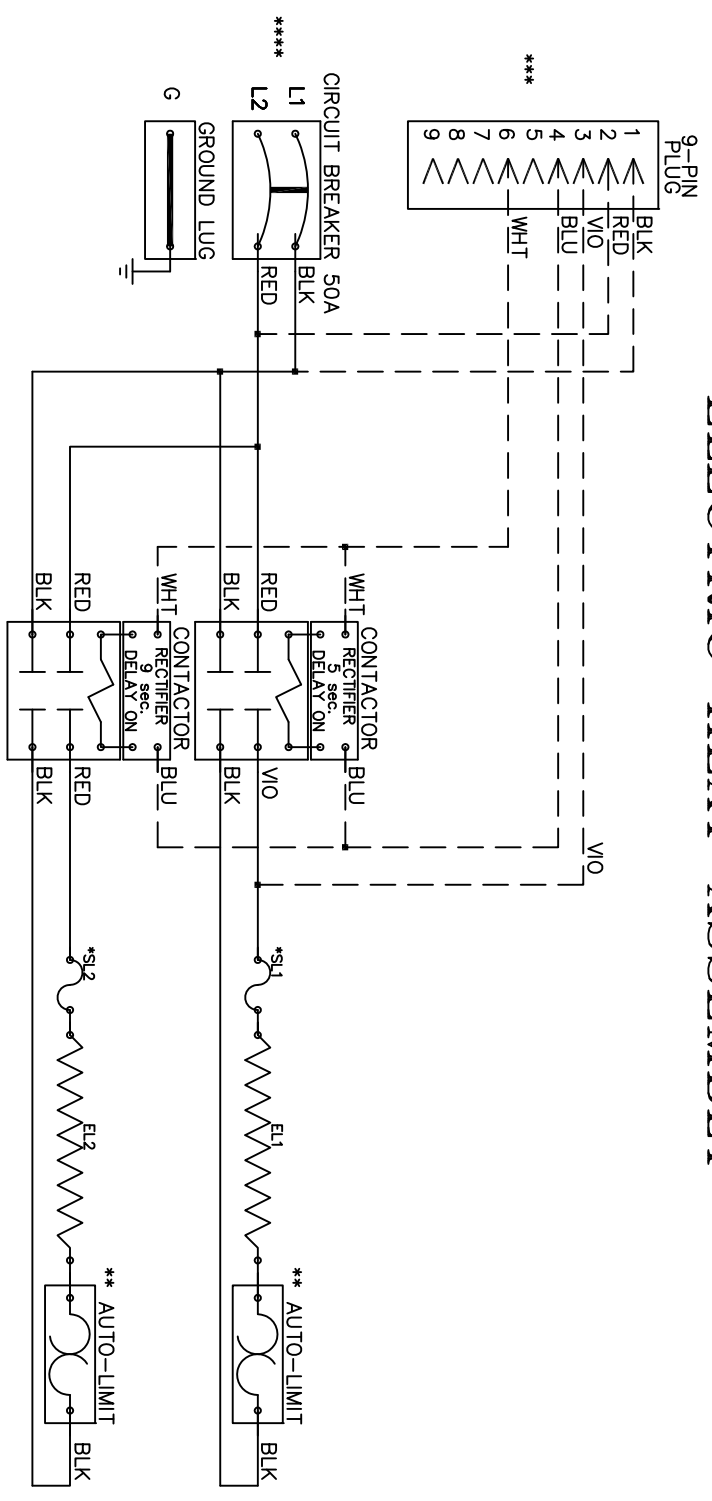 ELECTRIC HEAT ASSEMBLY
9-PIN
PLUG
***
1
2
3
4
5
6
7
8
9
BLK
RED
VIO
BLU
WHT
VIO
****
CIRCUIT BREAKER 50A
L1
L2
BLK
RED
GROUND LUG
G
CONTACTOR
WHT
RECTIFIER
5 sec.
DELAY ON
BLU
RED
BLK
VIO
BLK
*SL1
EL1
** AUTO-LIMIT
BLK
CONTACTOR
WHT
RECTIFIER
9 sec.
DELAY ON
BLU
RED
BLK
RED
BLK
*SL2
EL2
** AUTO-LIMIT
BLK